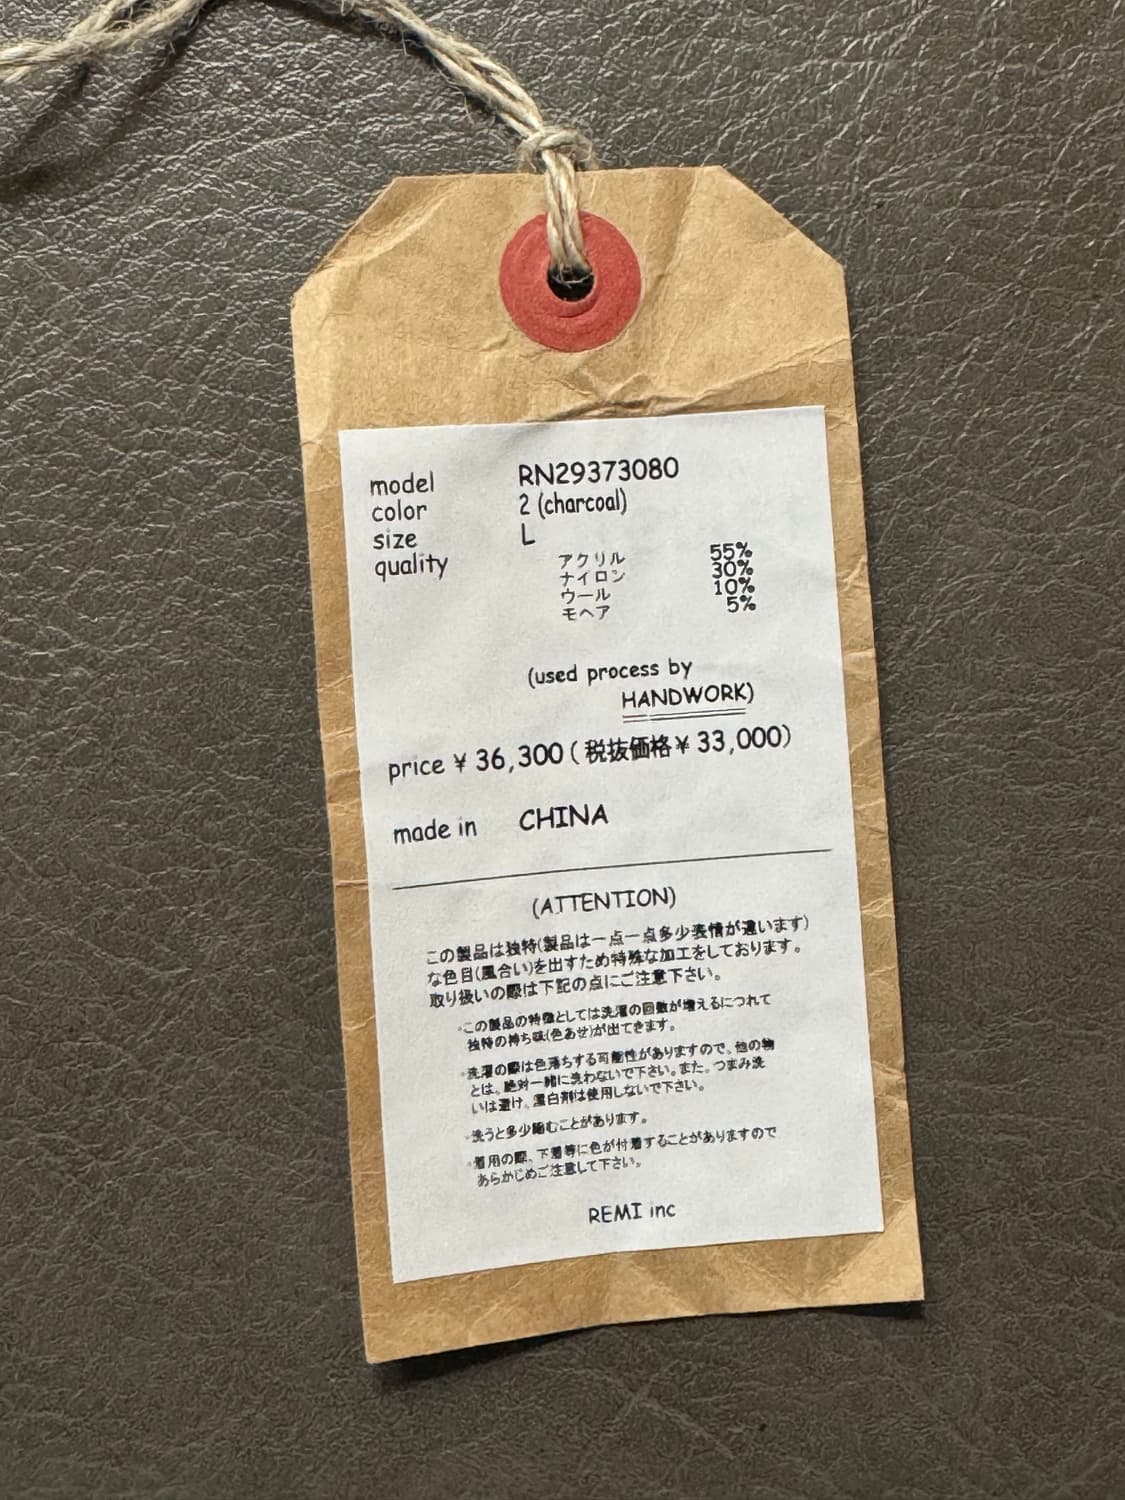 model RN29373080
color 2 (charcoal)
size L
quality アクリル 55%
ナイロン 30%
ウール 10%
モヘア 5%
(used process by
HANDWORK)
price ¥ 36,300 ( 税抜価格 ¥ 33,000)
made in CHINA
(ATTENTION)
この製品は独特(製品は一点一点多少表情が違います)
な色目(風合い)を出すため特殊な加工をしております。
取り扱いの際は下記の点にご注意下さい。
・この製品の特徴としては洗濯の回数が増えるにつれて
独特の持ち味(色あせ)が出てきます。
・洗濯の際は色落ちする可能性がありますので、他の物
とは、絶対一緒に洗わないで下さい。また、つまみ洗
いは避け、漂白剤は使用しないで下さい。
・洗うと多少縮むことがあります。
・着用の際、下着等に色が付着することがありますので
あらかじめご注意して下さい。
REMI inc